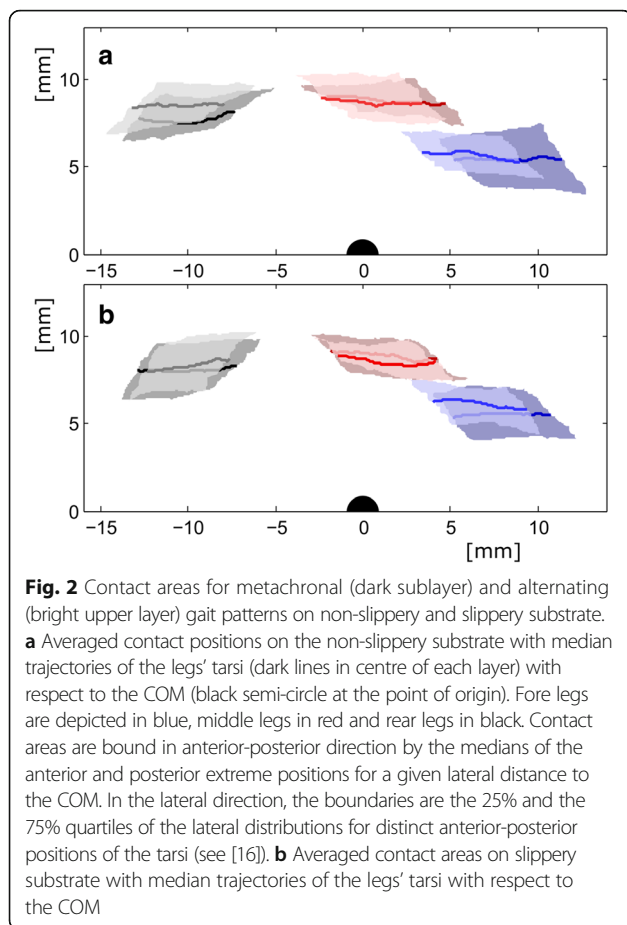 a
[mm]
10
5
0
−15 −10 −5 0 5 10
b
[mm]
10
5
0
−15 −10 −5 0 5 10
[mm]
Fig. 2 Contact areas for metachronal (dark sublayer) and alternating
(bright upper layer) gait patterns on non-slippery and slippery substrate.
a Averaged contact positions on the non-slippery substrate with median
trajectories of the legs’ tarsi (dark lines in centre of each layer) with
respect to the COM (black semi-circle at the point of origin). Fore legs
are depicted in blue, middle legs in red and rear legs in black. Contact
areas are bound in anterior-posterior direction by the medians of the
anterior and posterior extreme positions for a given lateral distance to
the COM. In the lateral direction, the boundaries are the 25% and the
75% quartiles of the lateral distributions for distinct anterior-posterior
positions of the tarsi (see [16]). b Averaged contact areas on slippery
substrate with median trajectories of the legs’ tarsi with respect to
the COM